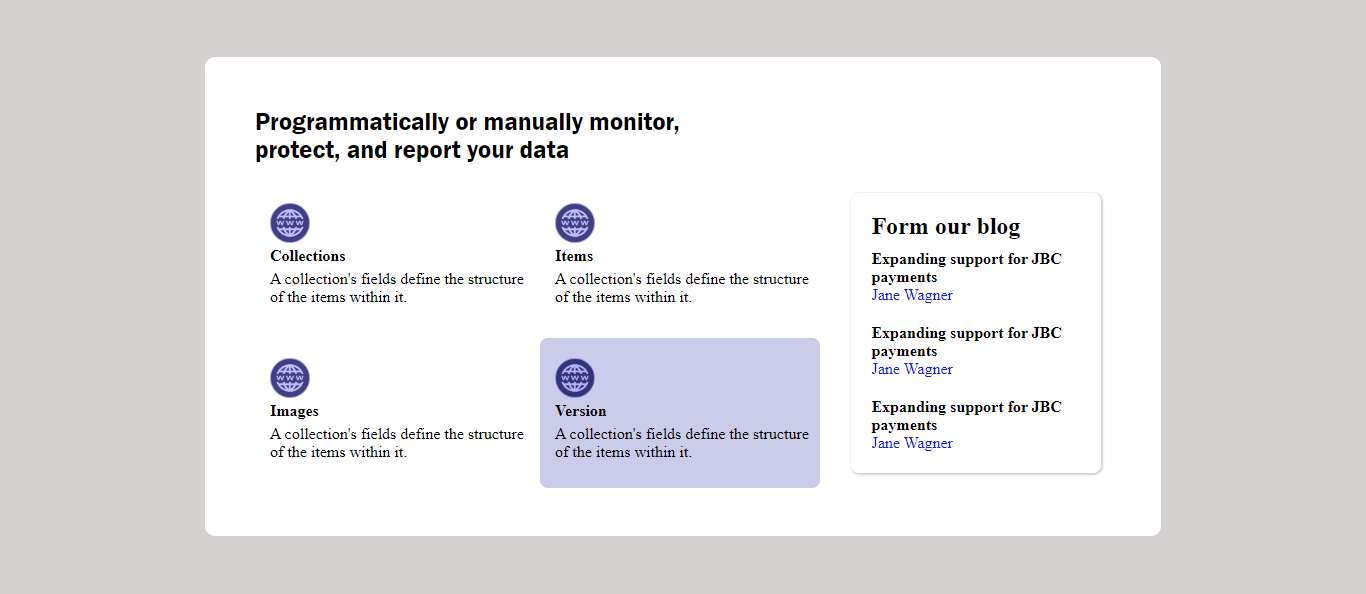 Programmatically or manually monitor,
protect, and report your data
WWW
Collections
A collection's fields define the structure
of the items within it.
WWW
Items
A collection's fields define the structure
of the items within it.
WWW
Images
A collection's fields define the structure
of the items within it.
WWW
Version
A collection's fields define the structure
of the items within it.
Form our blog
Expanding support for JBC
payments
Jane Wagner
Expanding support for JBC
payments
Jane Wagner
Expanding support for JBC
payments
Jane Wagner